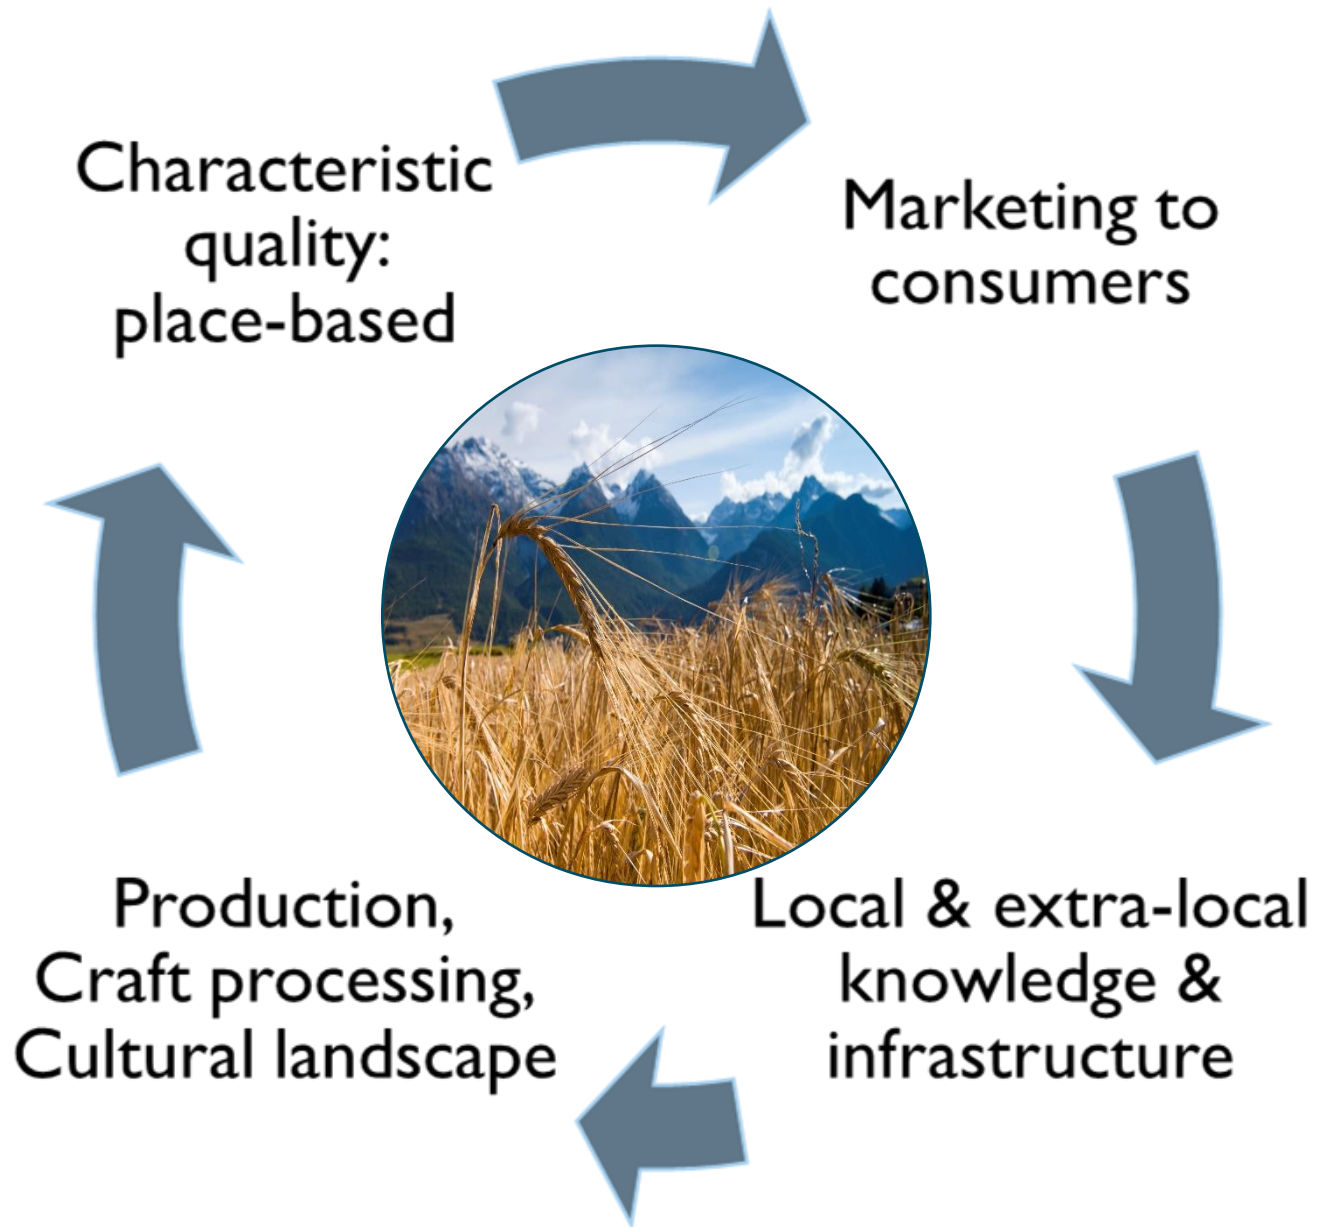 Characteristic
quality:
place-based
Marketing to
consumers
Local & extra-local
knowledge &
infrastructure
Production,
Craft processing,
Cultural landscape